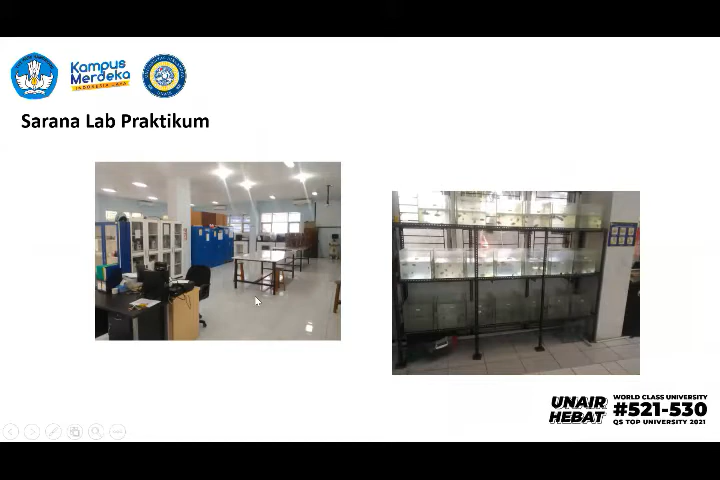 Kampus
Merdeka
INDONESIA JAYA
Sarana Lab Praktikum
UNAIR
HEBAT
WORLD CLASS UNIVERSITY
#521-530
QS TOP UNIVERSITY 2021